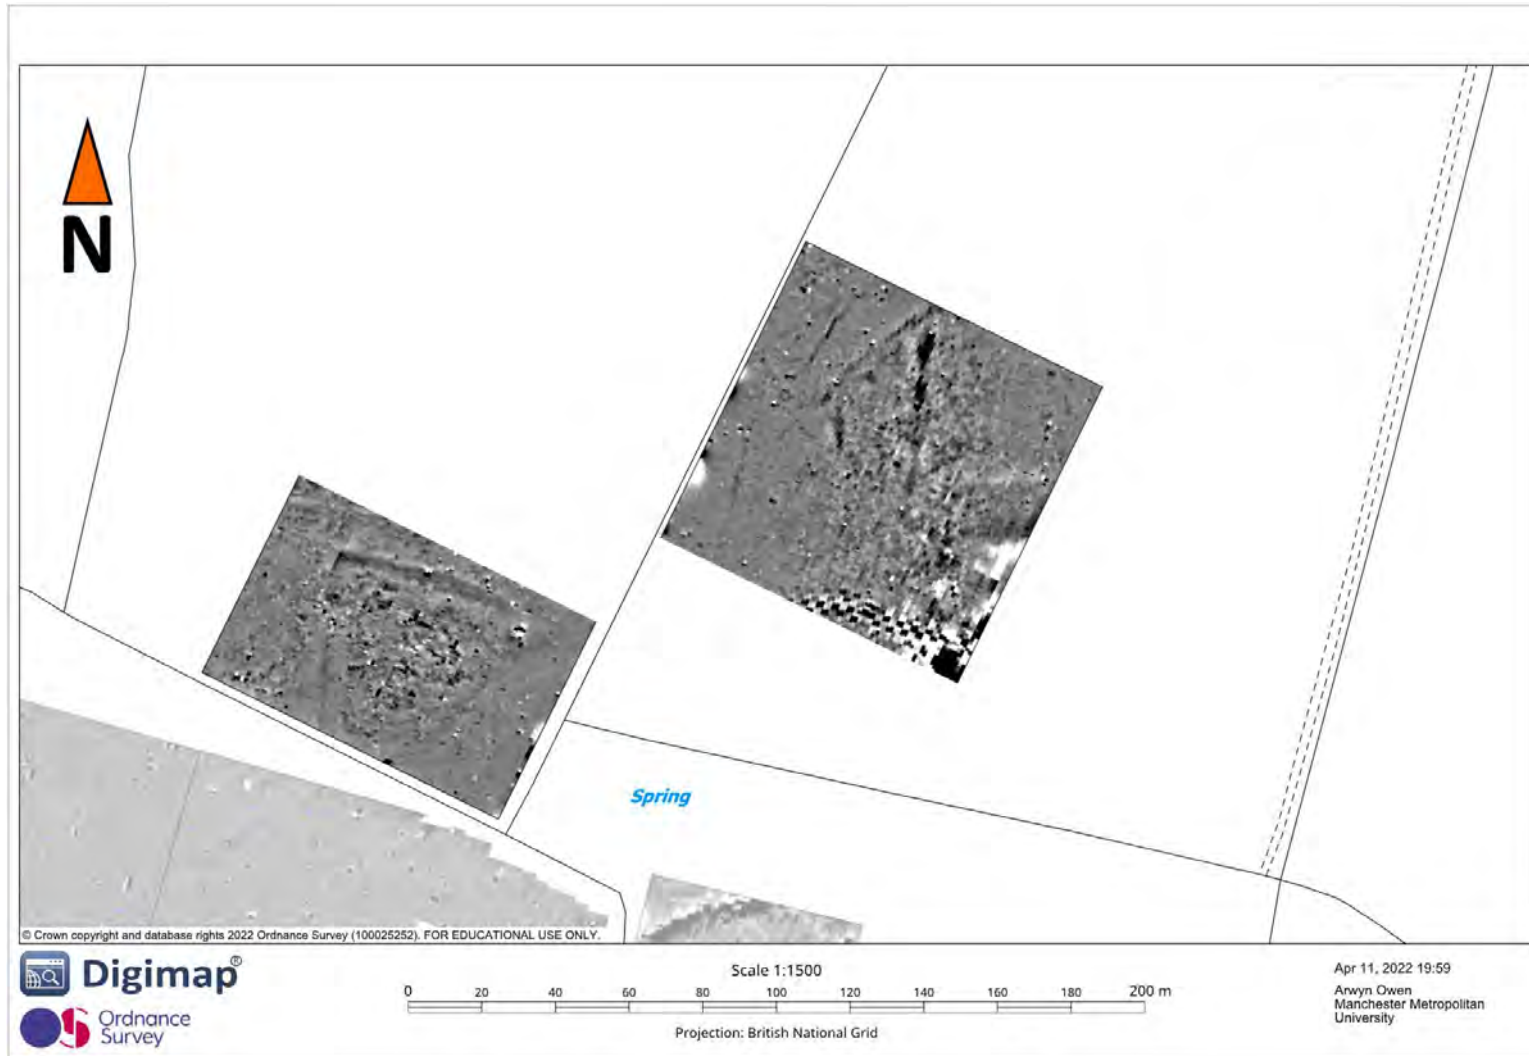 N
Spring
© Crown copyright and database rights 2022 Ordnance Survey (100025252). FOR EDUCATIONAL USE ONLY.
Digimap®
Ordnance
Survey
Scale 1:1500
0 20 40 60 80 100 120 140 160 180 200 m
Projection: British National Grid
Apr 11, 2022 19:59
Arwyn Owen
Manchester Metropolitan
University